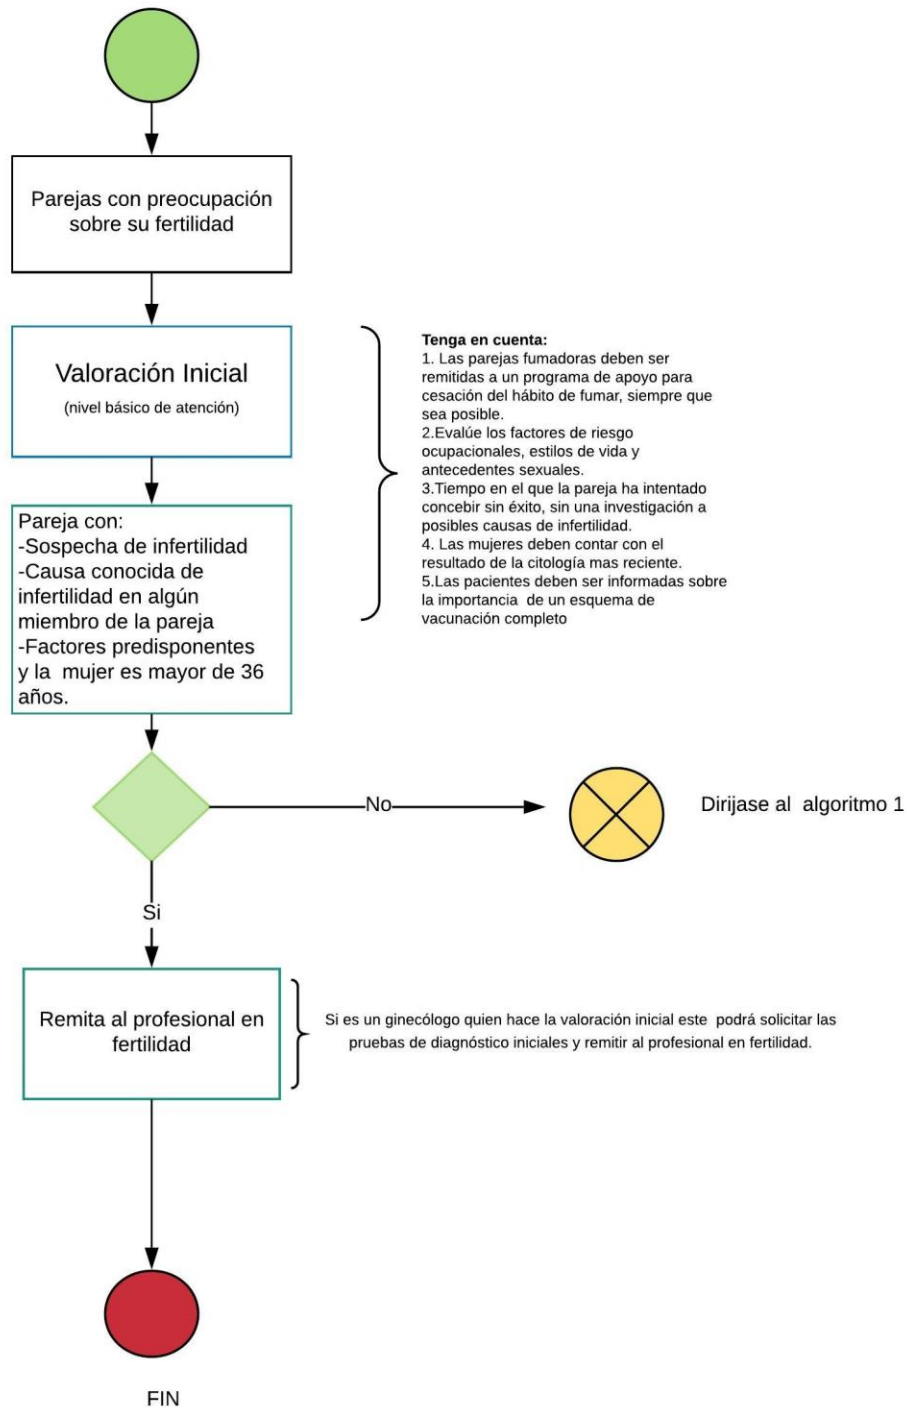 Parejas con preocupación
sobre su fertilidad
Valoración Inicial
(nivel básico de atención)
Tenga en cuenta:
1. Las parejas fumadoras deben ser
remitidas a un programa de apoyo para
cesación del hábito de fumar, siempre que
sea posible.
2.Evalúe los factores de riesgo
ocupacionales, estilos de vida y
antecedentes sexuales.
3.Tiempo en el que la pareja ha intentado
concebir sin éxito, sin una investigación a
posibles causas de infertilidad.
4. Las mujeres deben contar con el
resultado de la citología mas reciente.
5.Las pacientes deben ser informadas sobre
la importancia de un esquema de
vacunación completo
Pareja con:
-Sospecha de infertilidad
-Causa conocida de
infertilidad en algún
miembro de la pareja
-Factores predisponentes
y la mujer es mayor de 36
años.
No
Dirijase al algoritmo 1
Si
Remita al profesional en
fertilidad
Si es un ginecólogo quien hace la valoración inicial este podrá solicitar las
pruebas de diagnóstico iniciales y remitir al profesional en fertilidad.
FIN